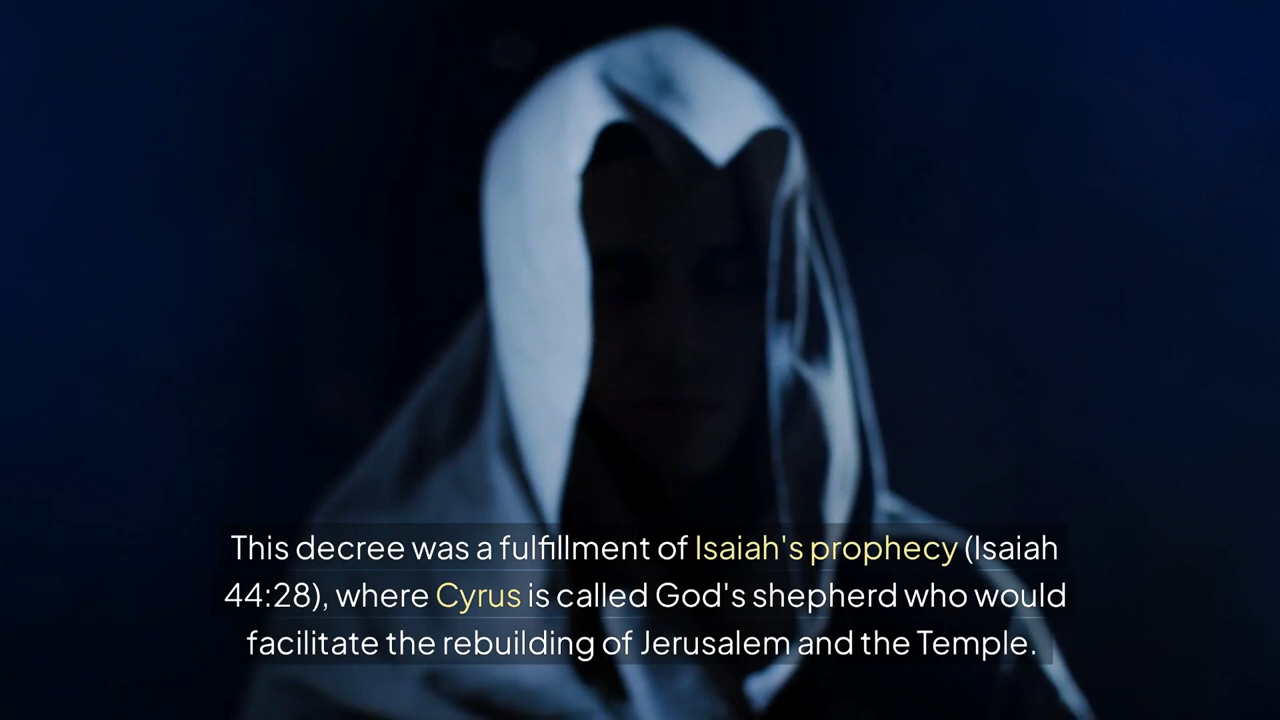 This decree was a fulfillment of Isaiah's prophecy (Isaiah
44:28), where Cyrus is called God's shepherd who would
facilitate the rebuilding of Jerusalem and the Temple.